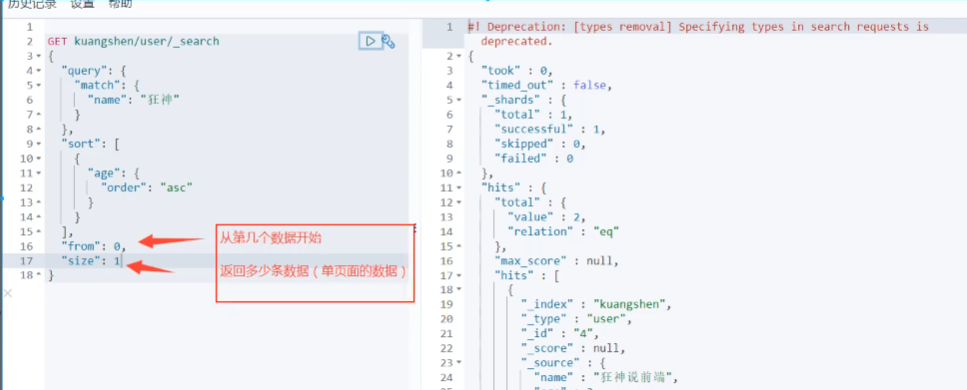 历史记录 设置 帮助
1
2 GET kuangshen/user/_search
3 {
4 "query": {
5 "match": {
6 "name": "狂神"
7 }
8 },
9 "sort": [
10 {
11 "age": {
12 "order": "asc"
13 }
14 }
15 ],
16 "from": 0,
17 "size": 1
18 }
从第几个数据开始
返回多少条数据（单页面的数据）
1 #! Deprecation: [types removal] Specifying types in search requests is
deprecated.
2 {
3 "took" : 0,
4 "timed_out" : false,
5 "_shards" : {
6 "total" : 1,
7 "successful" : 1,
8 "skipped" : 0,
9 "failed" : 0
10 },
11 "hits" : {
12 "total" : {
13 "value" : 2,
14 "relation" : "eq"
15 },
16 "max_score" : null,
17 "hits" : [
18 {
19 "_index" : "kuangshen",
20 "_type" : "user",
21 "_id" : "4",
22 "_score" : null,
23 "_source" : {
24 "name" : "狂神说前端",